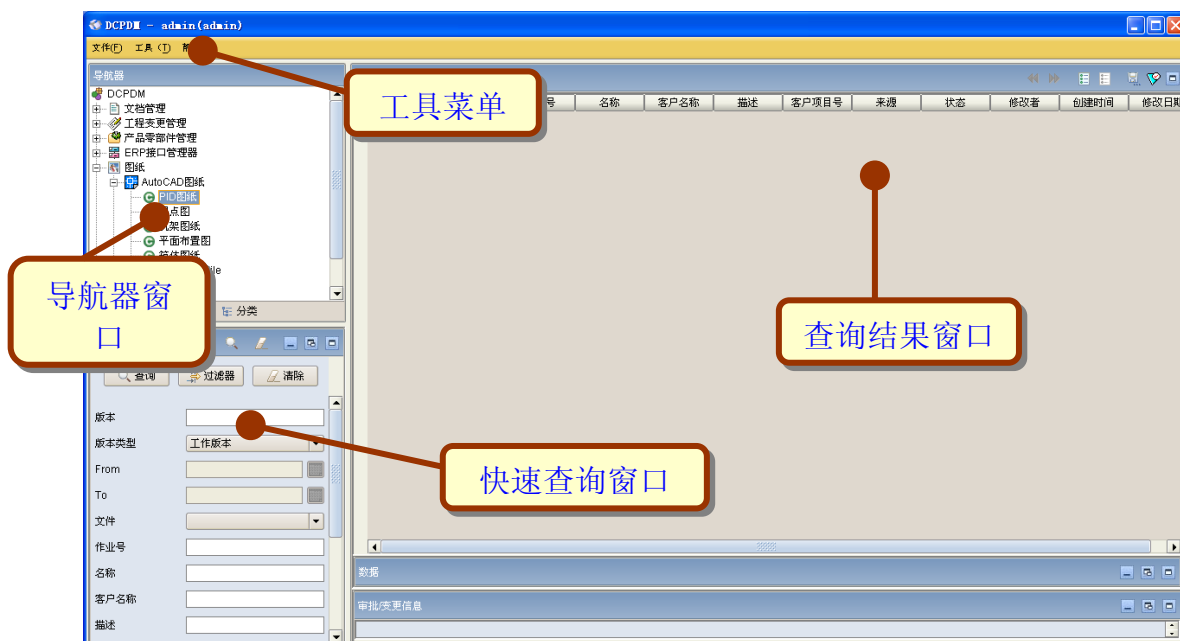 DCPDM - admin(admin)
文件(F) 工具(T)
导航器
DCPDM
文档管理
工程变更管理
产品零部件管理
ERP接口管理器
图纸
AutoCAD图纸
PID图纸
点图
架图纸
平面布置图
箱体图纸
ile
分类
工具菜单
导航器窗
口
号 名称 客户名称 描述 客户项目号 来源 状态 修改者 创建时间 修改日期
查询结果窗口
查询 过滤器 清除
版本
版本类型 工作版本
From
To
文件
作业号
名称
客户名称
描述
快速查询窗口
数据
审批/变更信息